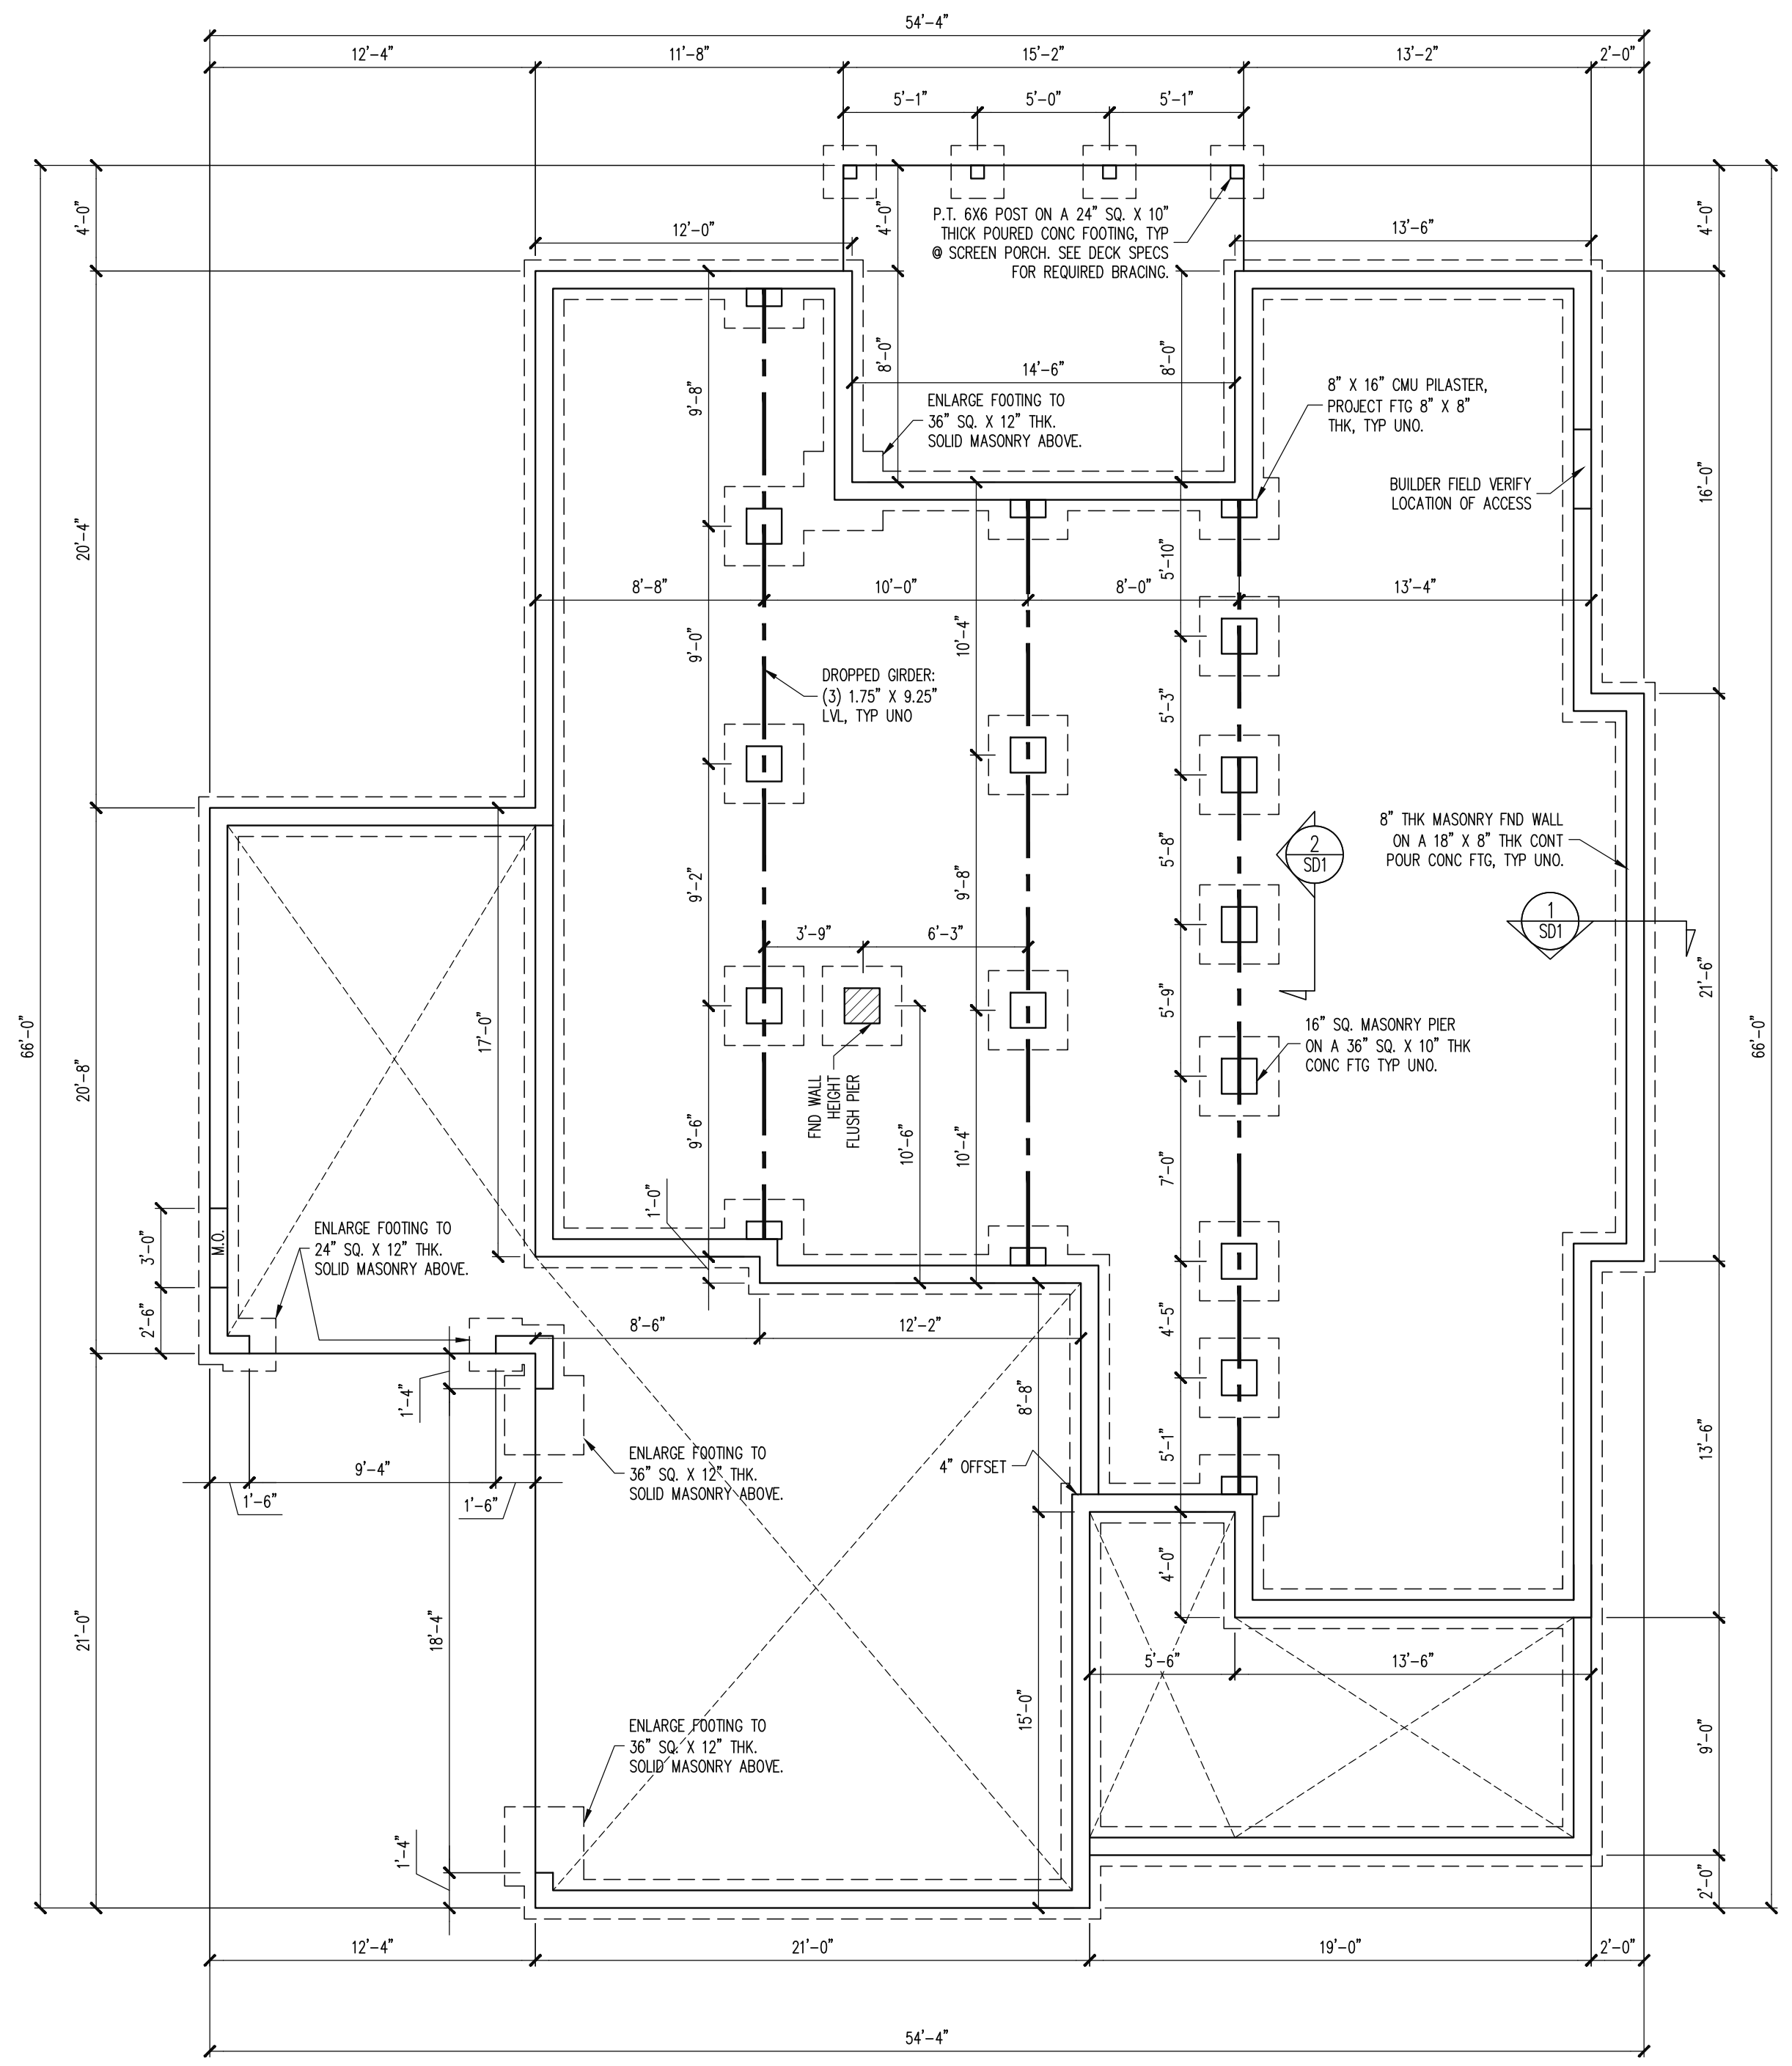 54'-4"
12'-4"
11'-8"
15'-2"
13'-2"
2'-0"
5'-1"
5'-0"
5'-1"
4'-0"
4'-0"
4'-0"
P.T. 6X6 POST ON A 24" SQ. X 10"
THICK POURED CONC FOOTING, TYP
@ SCREEN PORCH. SEE DECK SPECS
FOR REQUIRED BRACING.
12'-0"
13'-6"
8'-0"
8'-0"
14'-6"
9'-8"
ENLARGE FOOTING TO
36" SQ. X 12" THK.
SOLID MASONRY ABOVE.
8" X 16" CMU PILASTER,
PROJECT FTG 8" X 8"
THK, TYP UNO.
BUILDER FIELD VERIFY
LOCATION OF ACCESS
16'-0"
20'-4"
5'-10"
8'-8"
10'-0"
8'-0"
13'-4"
9'-0"
10'-4"
DROPPED GIRDER:
(3) 1.75" X 9.25"
LVL, TYP UNO
5'-3"
5'-8"
2
SD1
8" THK MASONRY FND WALL
ON A 18" X 8" THK CONT
POUR CONC FTG, TYP UNO.
1
SD1
9'-2"
9'-8"
3'-9"
6'-3"
5'-9"
21'-6"
66'-0"
66'-0"
20'-8"
17'-0"
16" SQ. MASONRY PIER
ON A 36" SQ. X 10" THK
CONC FTG TYP UNO.
FND WALL
HEIGHT
FLUSH PIER
9'-6"
10'-6"
10'-4"
7'-0"
1'-0"
3'-0"
M.O.
ENLARGE FOOTING TO
24" SQ. X 12" THK.
SOLID MASONRY ABOVE.
2'-6"
8'-6"
12'-2"
4'-5"
1'-4"
8'-8"
5'-1"
13'-6"
9'-4"
1'-6"
1'-6"
ENLARGE FOOTING TO
36" SQ. X 12" THK.
SOLID MASONRY ABOVE.
4" OFFSET
4'-0"
21'-0"
18'-4"
5'-6"
13'-6"
15'-0"
9'-0"
ENLARGE FOOTING TO
36" SQ. X 12" THK.
SOLID MASONRY ABOVE.
1'-4"
2'-0"
12'-4"
21'-0"
19'-0"
2'-0"
54'-4"